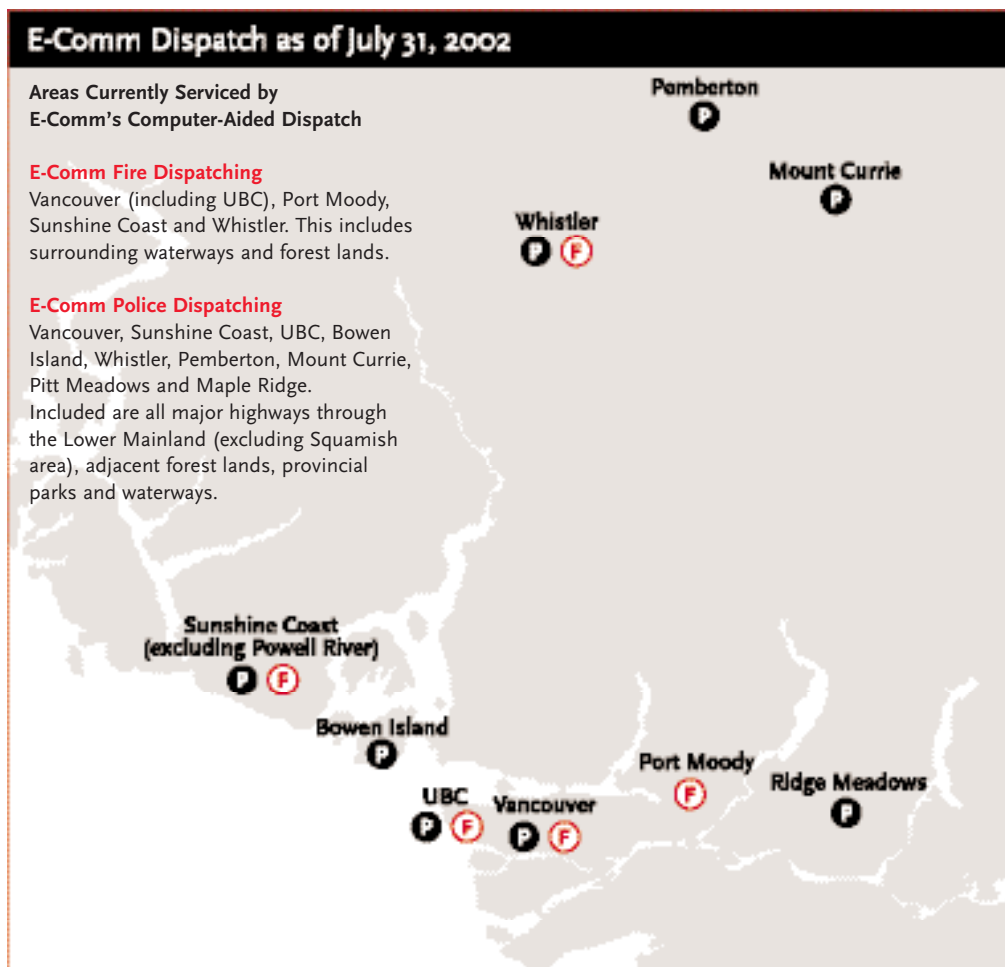 E-Comm Dispatch as of July 31, 2002
Areas Currently Serviced by
E-Comm's Computer-Aided Dispatch
E-Comm Fire Dispatching
Vancouver (including UBC), Port Moody,
Sunshine Coast and Whistler. This includes
surrounding waterways and forest lands.
E-Comm Police Dispatching
Vancouver, Sunshine Coast, UBC, Bowen
Island, Whistler, Pemberton, Mount Currie,
Pitt Meadows and Maple Ridge.
Included are all major highways through
the Lower Mainland (excluding Squamish
area), adjacent forest lands, provincial
parks and waterways.
Pemberton
P
Mount Currie
P
Whistler
P F
Sunshine Coast
(excluding Powell River)
P F
Bowen Island
P
UBC
P F
Vancouver
P F
Port Moody
F
Ridge Meadows
P